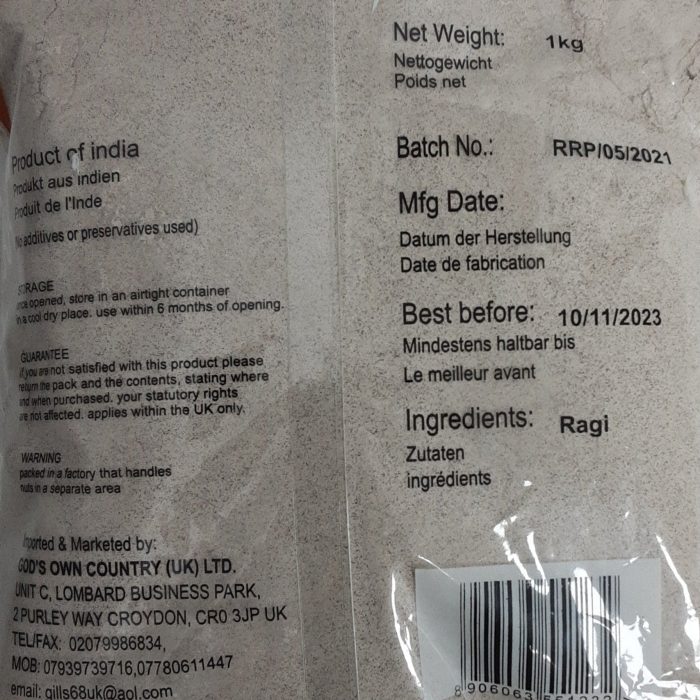 Product of india
Produkt aus indien
Produit de l'Inde
No additives or preservatives used)
STORAGE
once opened, store in an airtight container
in a cool dry place. use within 6 months of opening.
GUARANTEE
if you are not satisfied with this product please
return the pack and the contents, stating where
and when purchased. your statutory rights
are not affected. applies within the UK only.
WARNING
packed in a factory that handles
nuts in a separate area
Imported & Marketed by:
GOD'S OWN COUNTRY (UK) LTD.
UNIT C, LOMBARD BUSINESS PARK,
2 PURLEY WAY CROYDON, CR0 3JP UK
TEL/FAX: 02079986834,
MOB: 07939739716,07780611447
email: gills68uk@aol.com
Net Weight: 1kg
Nettogewicht
Poids net
Batch No.: RRP/05/2021
Mfg Date:
Datum der Herstellung
Date de fabrication
Best before: 10/11/2023
Mindestens haltbar bis
Le meilleur avant
Ingredients: Ragi
Zutaten
ingrédients